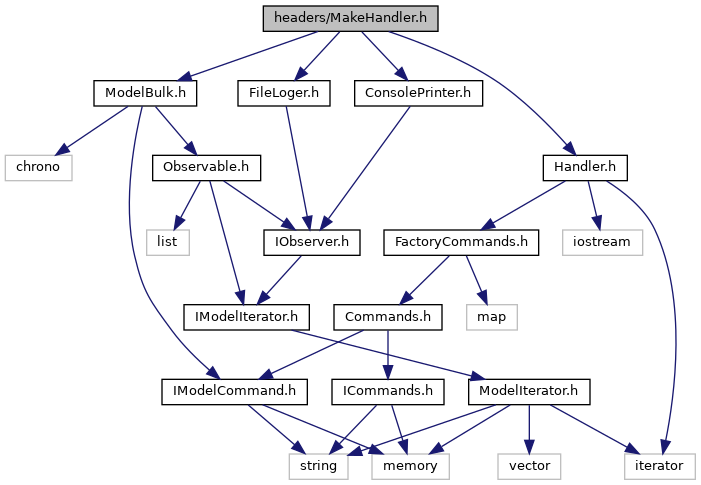 headers/MakeHandler.h
ModelBulk.h
FileLoger.h
ConsolePrinter.h
chrono
Observable.h
Handler.h
list
IObserver.h
FactoryCommands.h
iostream
IModelIterator.h
Commands.h
map
IModelCommand.h
ICommands.h
ModelIterator.h
string
memory
vector
iterator